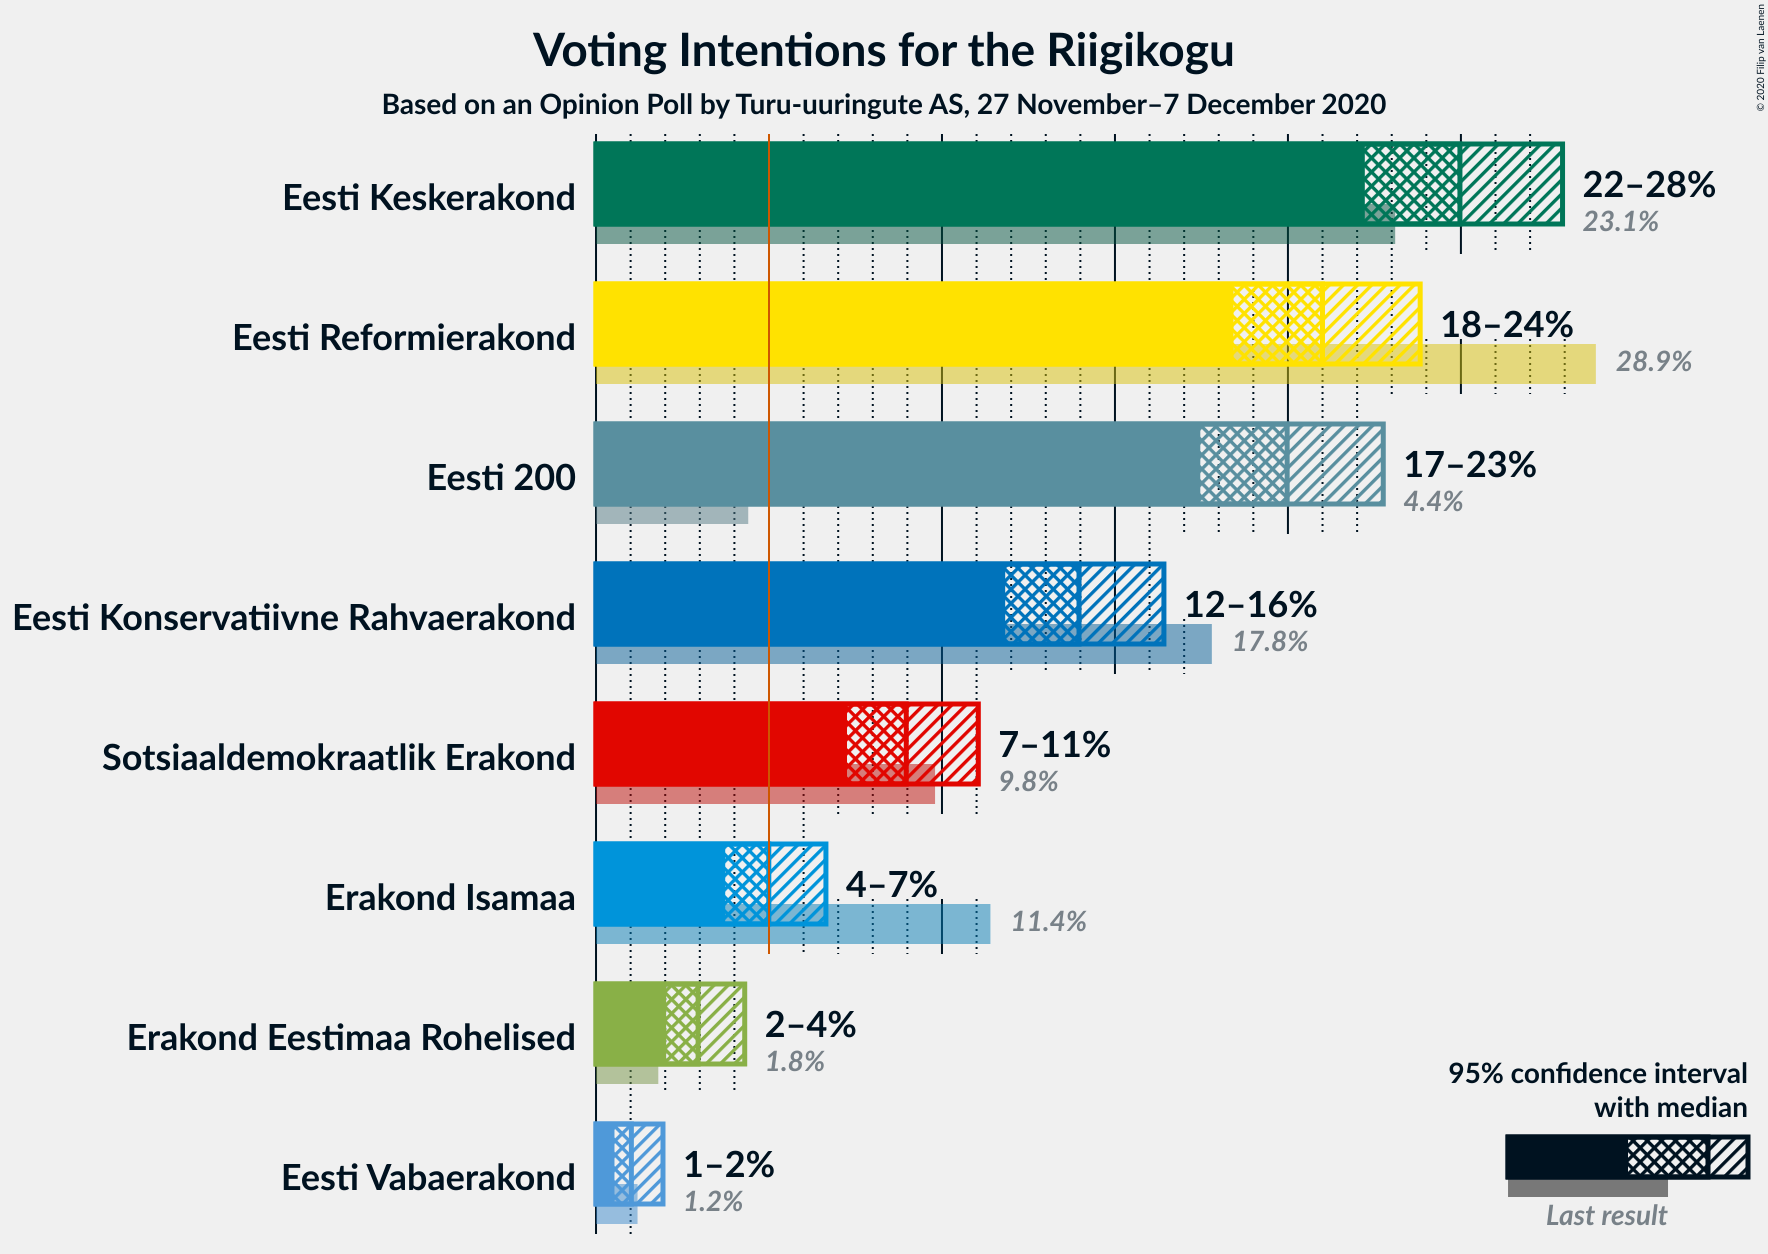 Voting Intentions for the Riigikogu
Based on an Opinion Poll by Turu-uuringute AS, 27 November–7 December 2020
© 2020 Filip van Laenen
Eesti Keskerakond
22–28%
23.1%
Eesti Reformierakond
18–24%
28.9%
Eesti 200
17–23%
4.4%
Eesti Konservatiivne Rahvaerakond
12–16%
17.8%
Sotsiaaldemokraatlik Erakond
7–11%
9.8%
Erakond Isamaa
4–7%
11.4%
Erakond Eestimaa Rohelised
2–4%
1.8%
Eesti Vabaerakond
1–2%
1.2%
95% confidence interval
with median
Last result